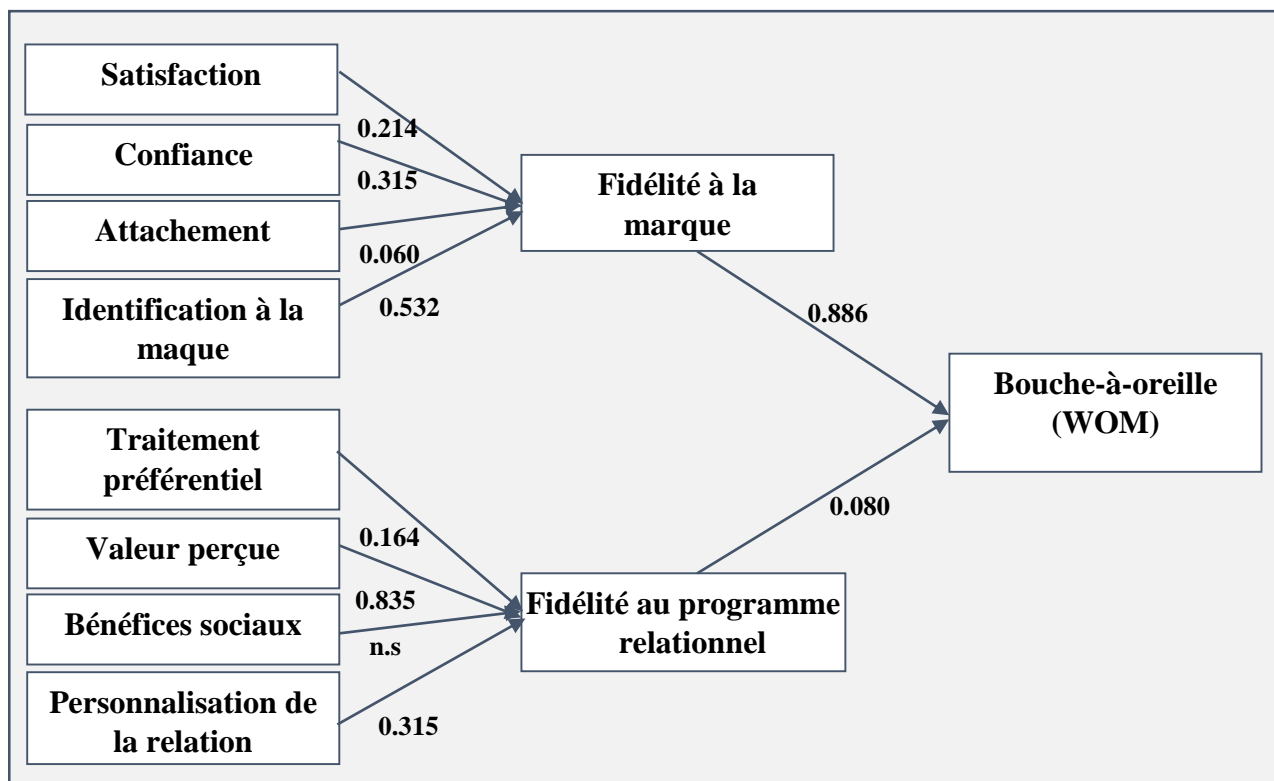 Satisfaction
0.214
Confiance
0.315
Attachement
0.060
Identification à la
maque
0.532
Fidélité à la
marque
0.886
Bouche-à-oreille
(WOM)
Traitement
préférentiel
0.164
Valeur perçue
0.835
Bénéfices sociaux
n.s
Personnalisation de
la relation
0.315
Fidélité au programme
relationnel
0.080